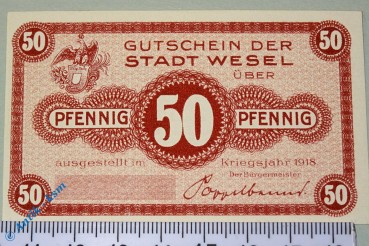 50 50
GUTSCHEIN DER
STADT WESEL
ÜBER
PFENNIG 50 PFENNIG
ausgestellt im Kriegsjahr 1918
Der Bürgermeister
50 50